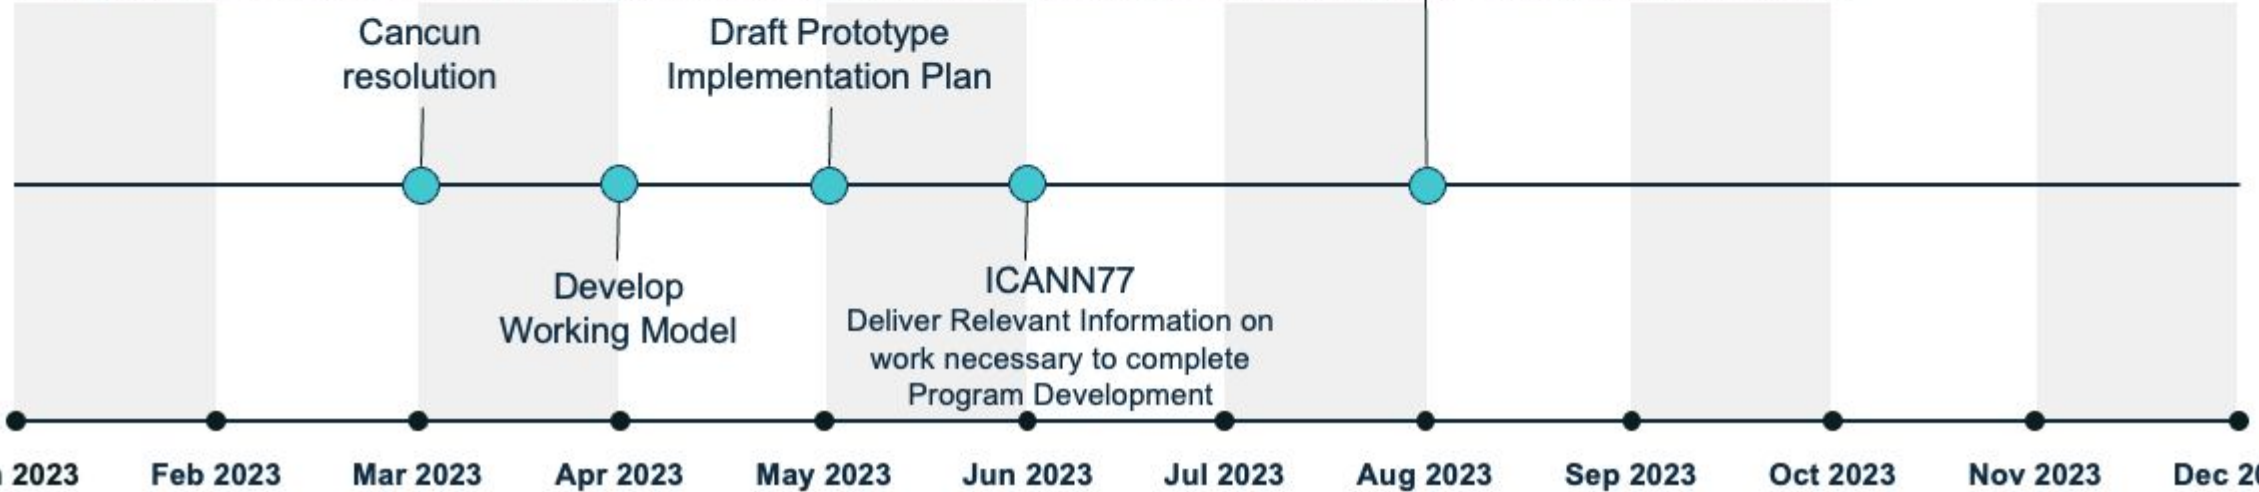 Cancun
resolution
Draft Prototype
Implementation Plan
Develop
Working Model
ICANN77
Deliver Relevant Information on
work necessary to complete
Program Development
2023 Feb 2023 Mar 2023 Apr 2023 May 2023 Jun 2023 Jul 2023 Aug 2023 Sep 2023 Oct 2023 Nov 2023 Dec